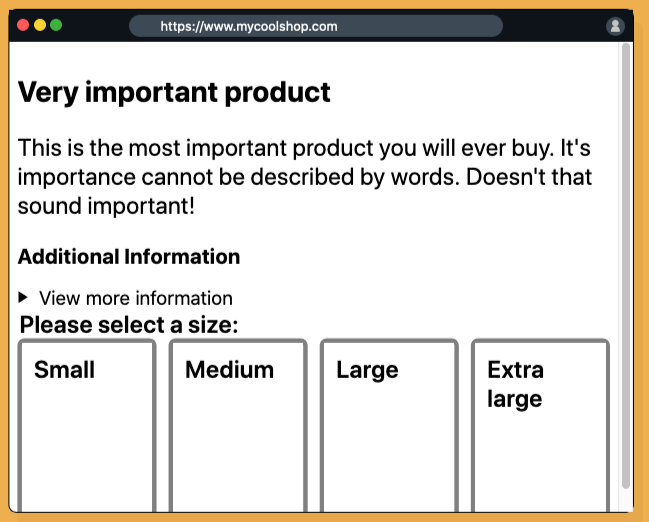 https://www.mycoolshop.com
Very important product
This is the most important product you will ever buy. It's
importance cannot be described by words. Doesn't that
sound important!
Additional Information
View more information
Please select a size:
Small Medium Large Extra
large